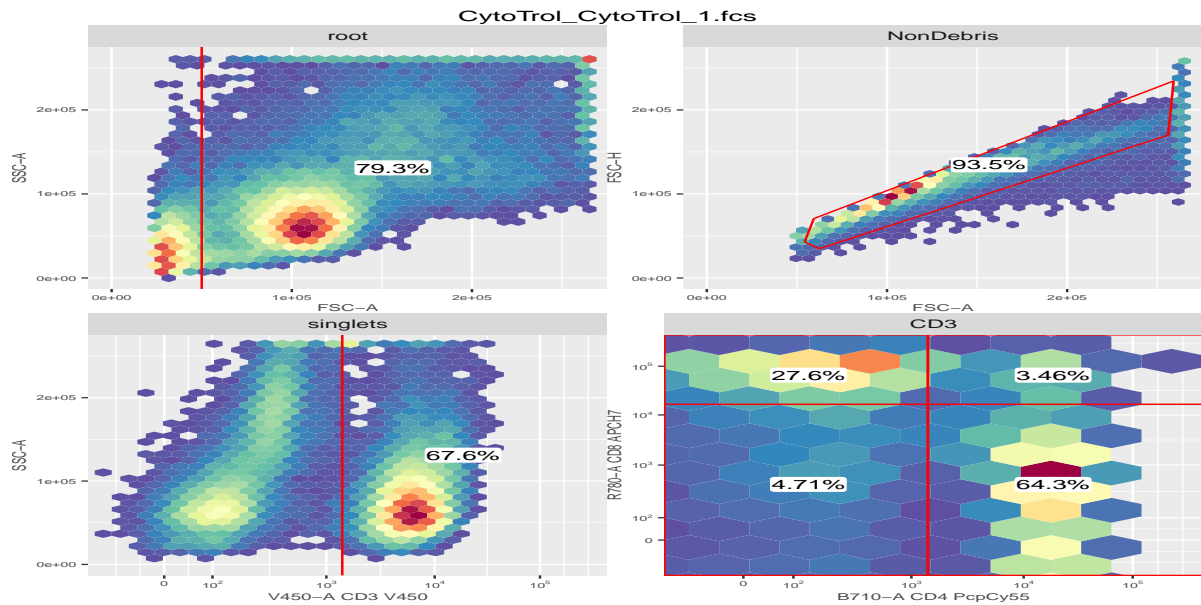 CytoTrol_CytoTrol_1.fcs
root
NonDebris
SSC-A
2e+05
1e+05
0e+00
79.3%
0e+00
1e+05
2e+05
FSC-A
FSC-H
2e+05
1e+05
0e+00
93.5%
0e+00
1e+05
2e+05
FSC-A
singlets
CD3
SSC-A
2e+05
1e+05
0e+00
67.6%
0
10²
10³
10⁴
10⁵
V450-A CD3 V450
R780-A CD8 APCH7
10⁵
10⁴
10³
10²
0
27.6%
3.46%
4.71%
64.3%
0
10²
10³
10⁴
10⁵
B710-A CD4 PcpCy55